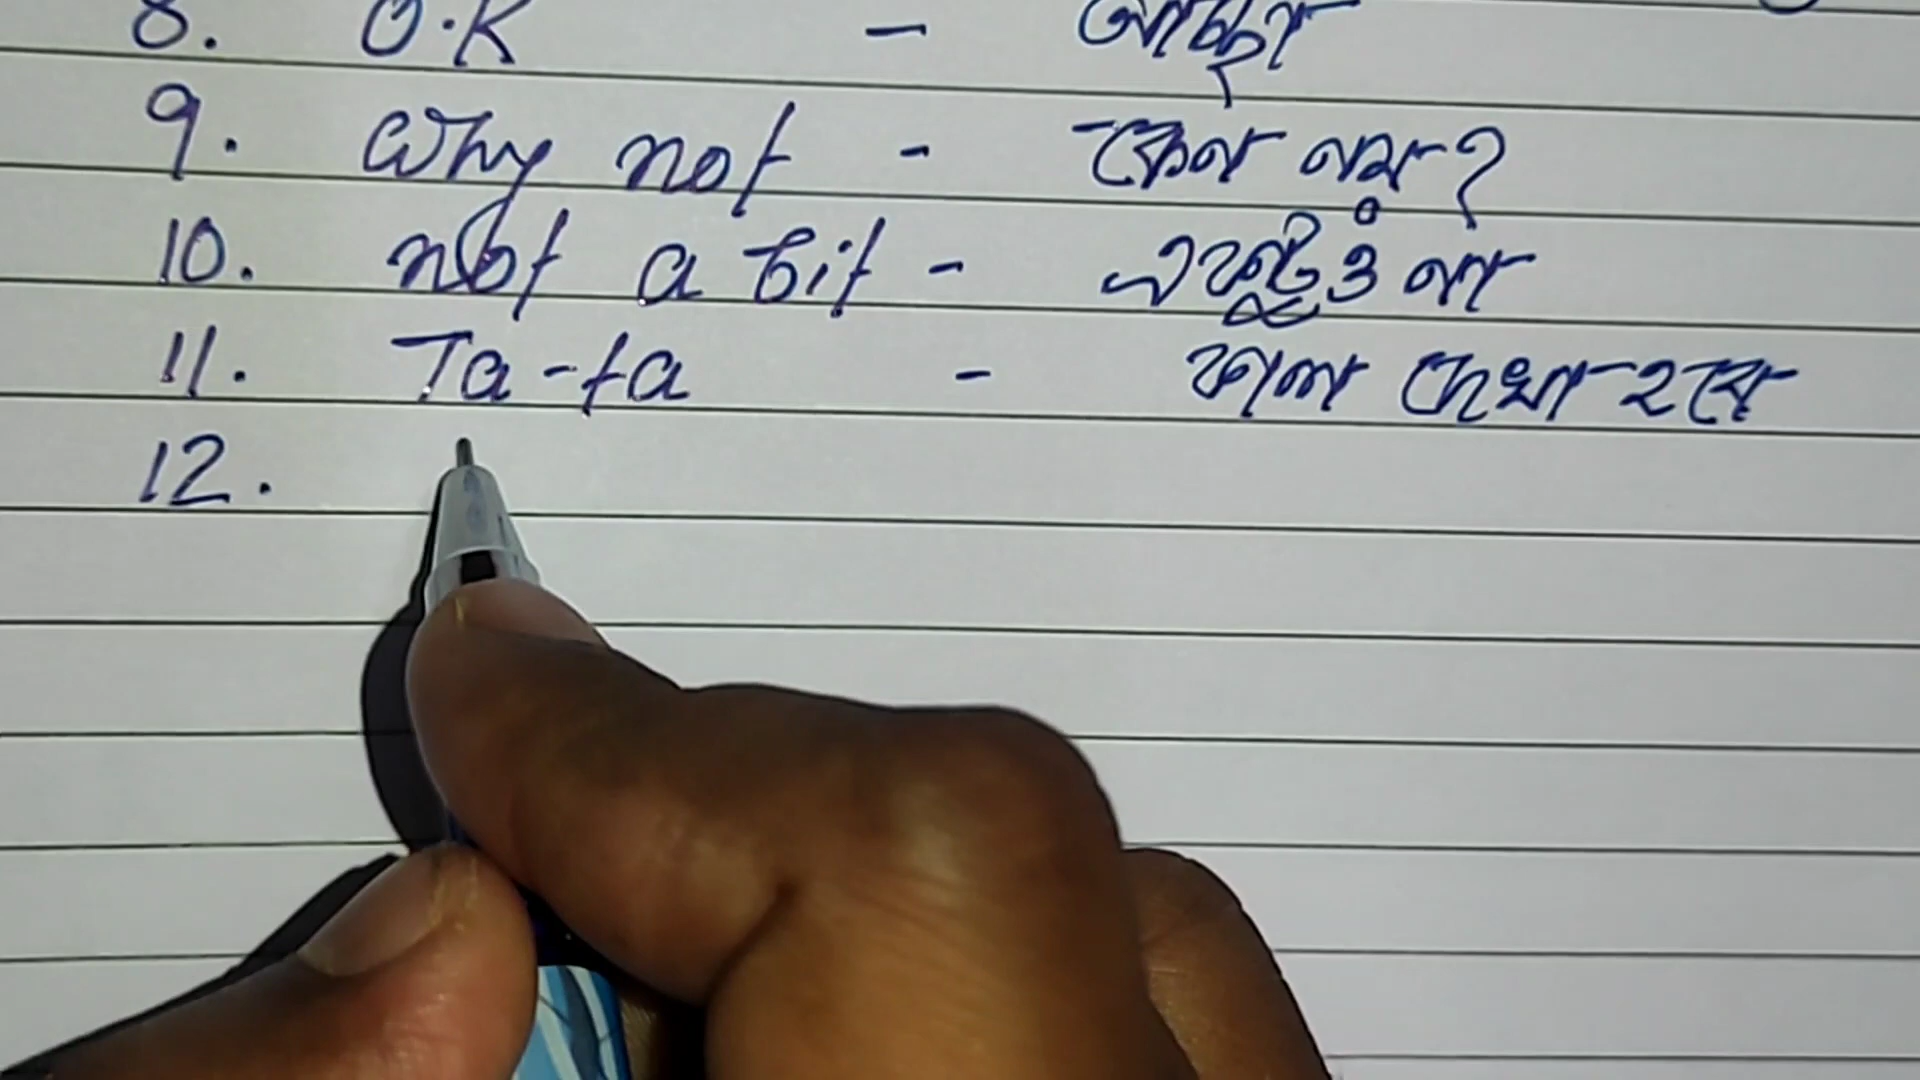 8. O.K - আচ্ছা
9. Why not - কেন নয়?
10. not a bit - একটুও না
11. Ta-ta - আবার দেখা হবে
12.